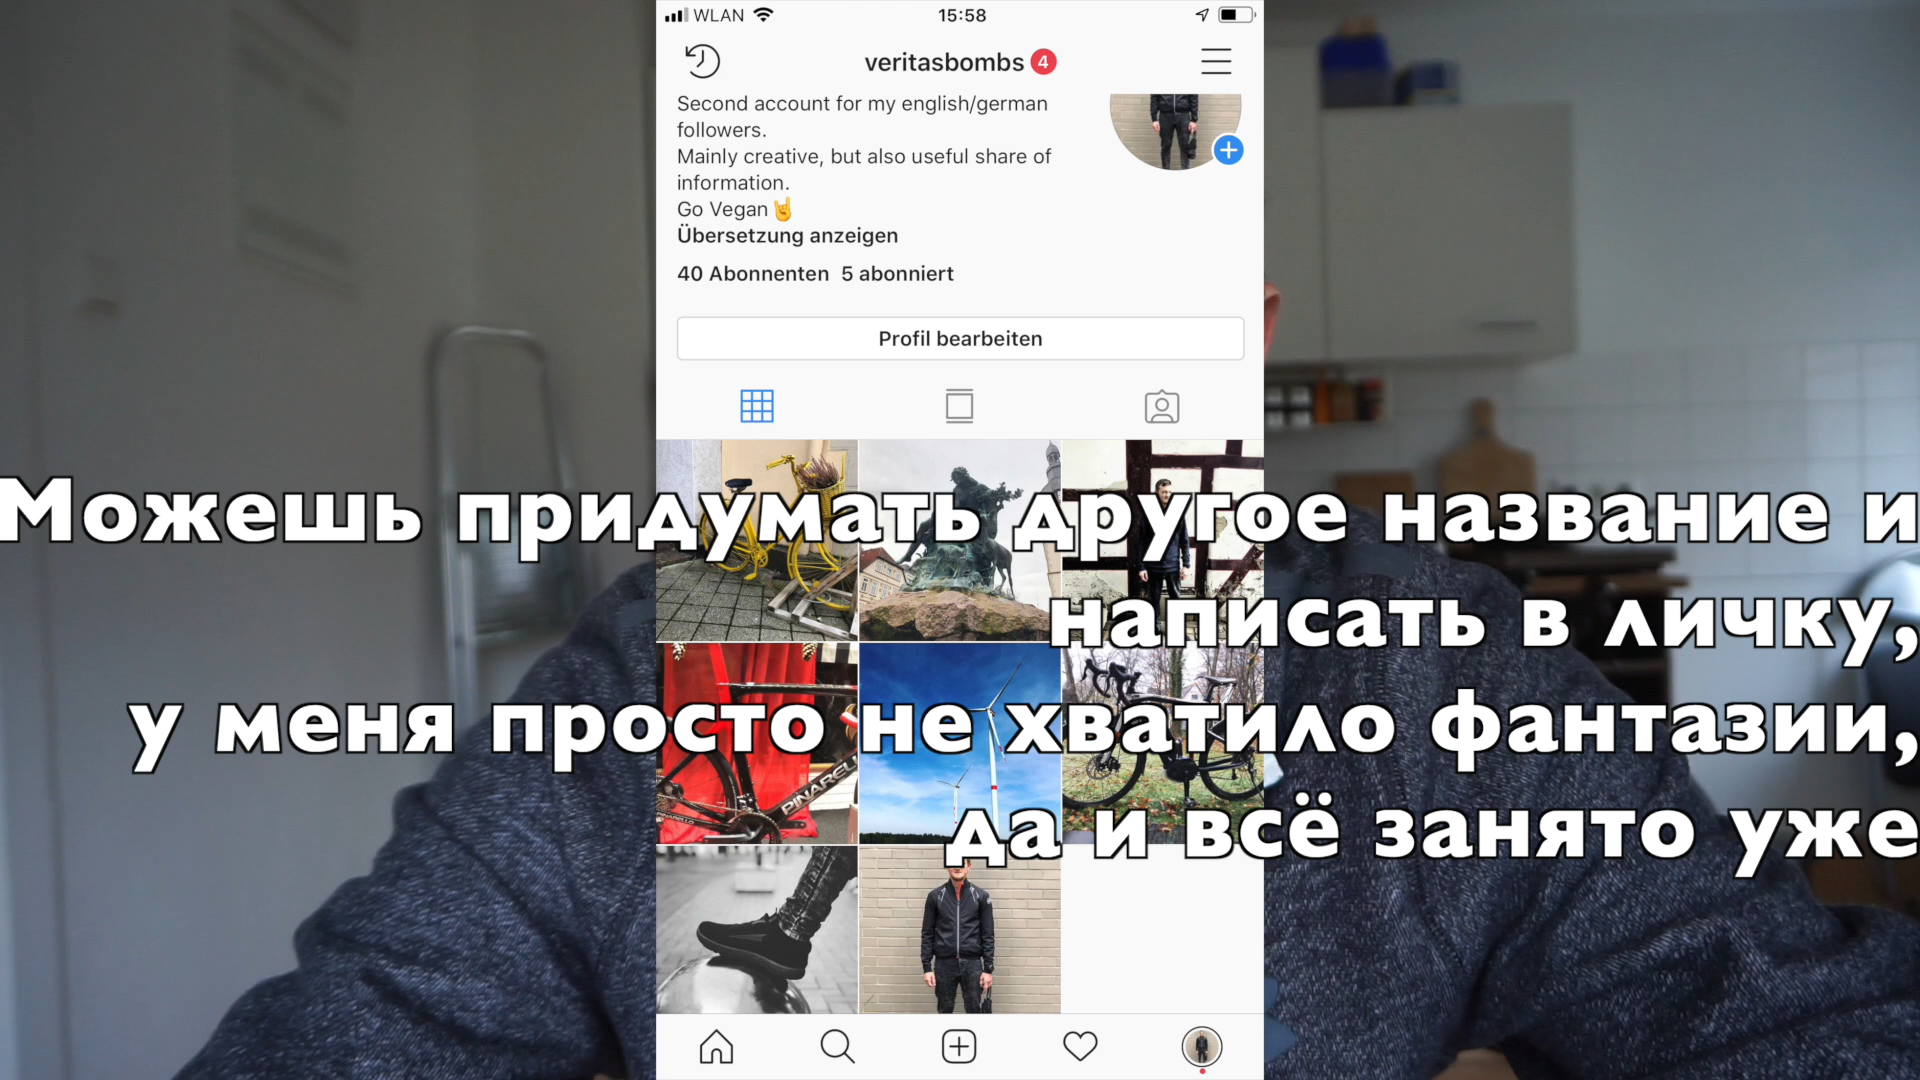 WLAN
15:58
veritasbombs 4
Second account for my english/german
followers.
Mainly creative, but also useful share of
information.
Go Vegan🤘
Übersetzung anzeigen
40 Abonnenten 5 abonniert
Profil bearbeiten
Можешь придумать другое название и
написать в личку,
у меня просто не хватило фантазии,
да и всё занято уже
PINARELLO